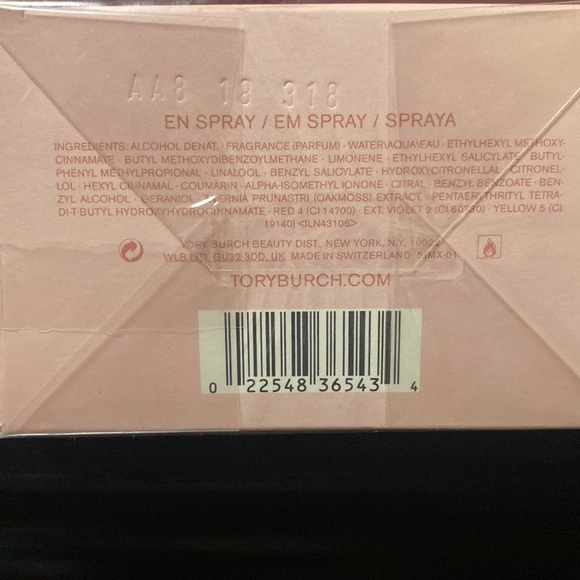 AA8 18 318
EN SPRAY / EM SPRAY / SPRAYA
INGREDIENTS: ALCOHOL DENAT. · FRAGRANCE (PARFUM) · WATER\AQUA\EAU · ETHYLHEXYL METHOXY-
CINNAMATE · BUTYL METHOXYDIBENZOYLMETHANE · LIMONENE · ETHYLHEXYL SALICYLATE · BUTYL-
PHENYL METHYLPROPIONAL · LINALOOL · BENZYL SALICYLATE · HYDROXYCITRONELLAL · CITRONEL-
LOL · HEXYL CINNAMAL · COUMARIN · ALPHA-ISOMETHYL IONONE · CITRAL · BENZYL BENZOATE · BEN-
ZYL ALCOHOL · GERANIOL · EVERNIA PRUNASTRI (OAKMOSS) EXTRACT · PENTAERYTHRITYL TETRA-
DI-T-BUTYL HYDROXYHYDROCINNAMATE · RED 4 (CI 14700) · EXT. VIOLET 2 (CI 60730) · YELLOW 5 (CI
19140) <ILN43106>
TORY BURCH BEAUTY DIST., NEW YORK, N.Y. 10022
GU32 3DD, UK MADE IN SWITZERLAND
TORYBURCH.COM
0 22548 36543 4